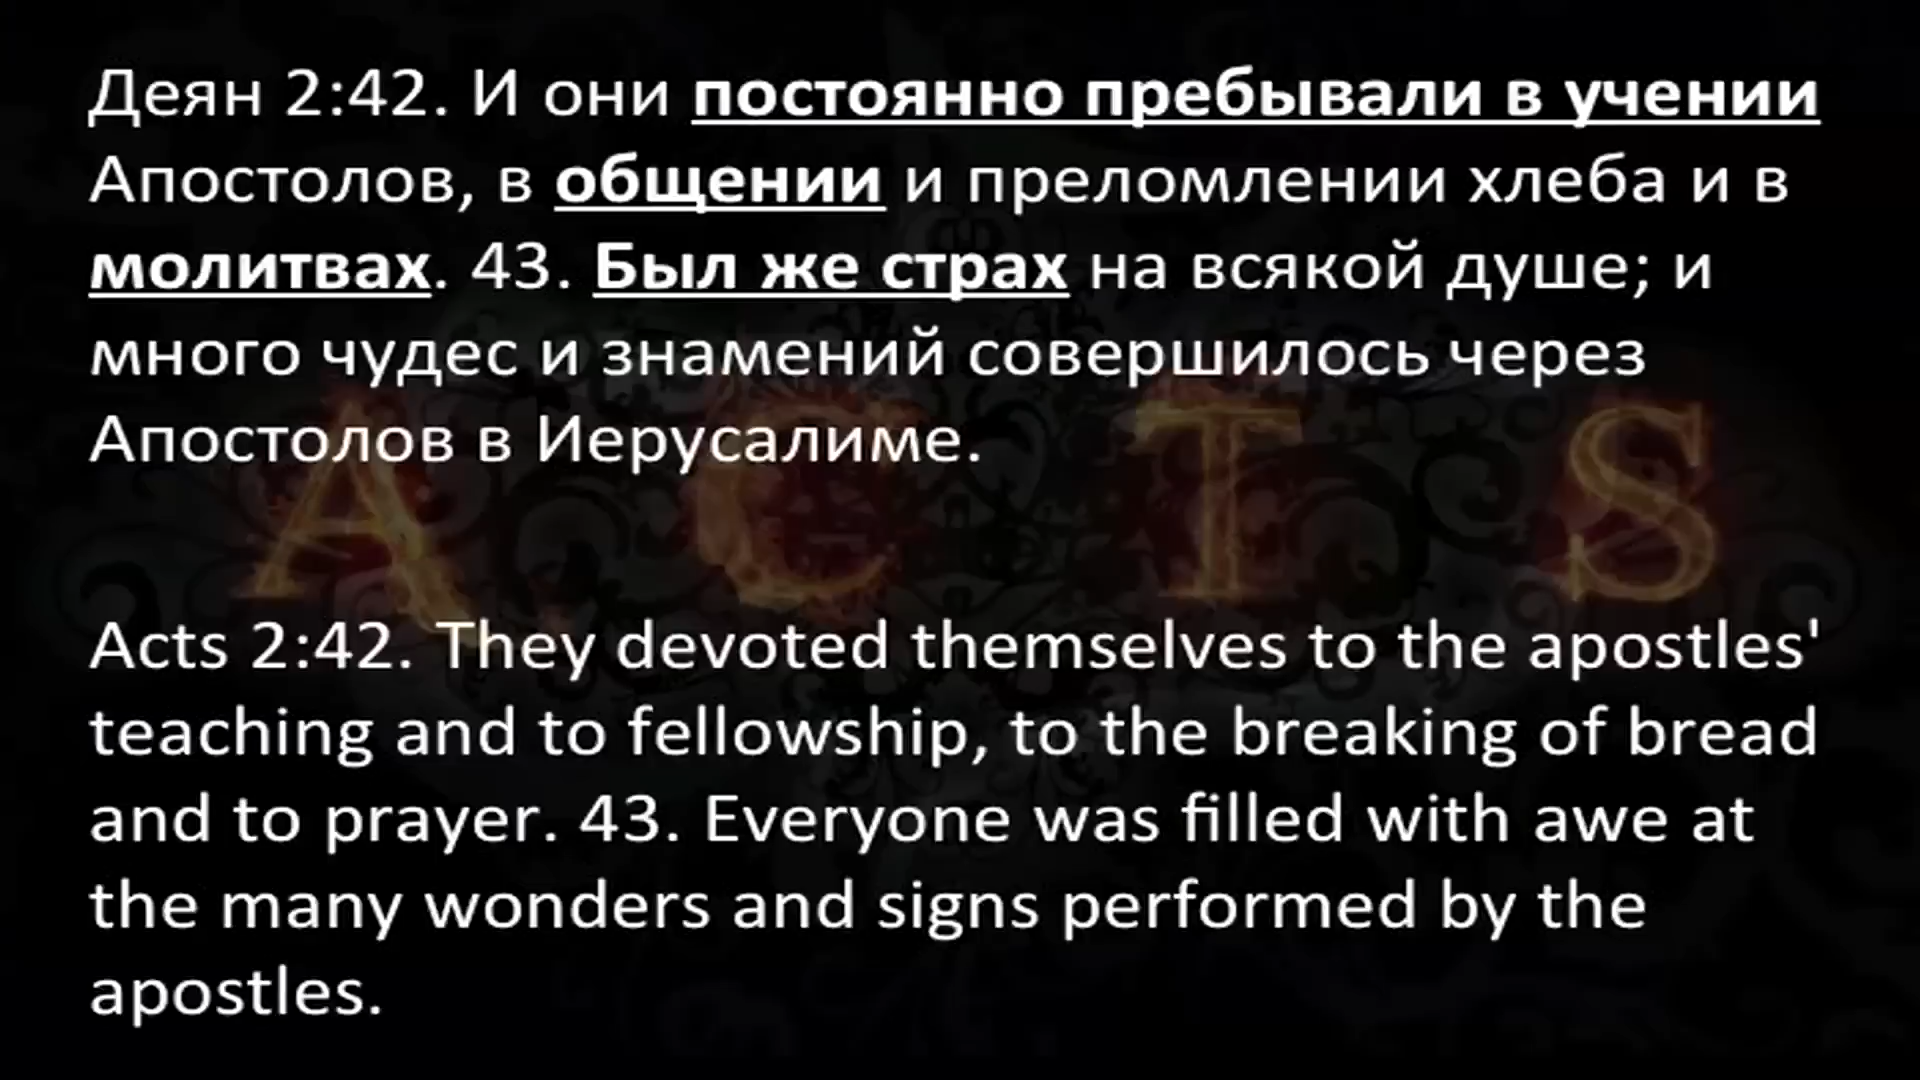 Деян 2:42. И они постоянно пребывали в учении
Апостолов, в общении и преломлении хлеба и в
молитвах. 43. Был же страх на всякой душе; и
много чудес и знамений совершилось через
Апостолов в Иерусалиме.
A C T S
Acts 2:42. They devoted themselves to the apostles'
teaching and to fellowship, to the breaking of bread
and to prayer. 43. Everyone was filled with awe at
the many wonders and signs performed by the
apostles.